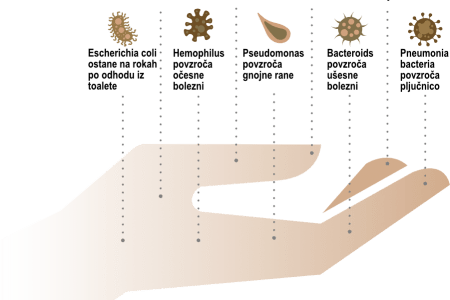 Escherichia coli
ostane na rokah
po odhodu iz
toalete
Hemophilus
povzroča
očesne
bolezni
Pseudomonas
povzroča
gnojne rane
Bacteroids
povzroča
ušesne
bolezni
Pneumonia
bacteria
povzroča
pljučnico